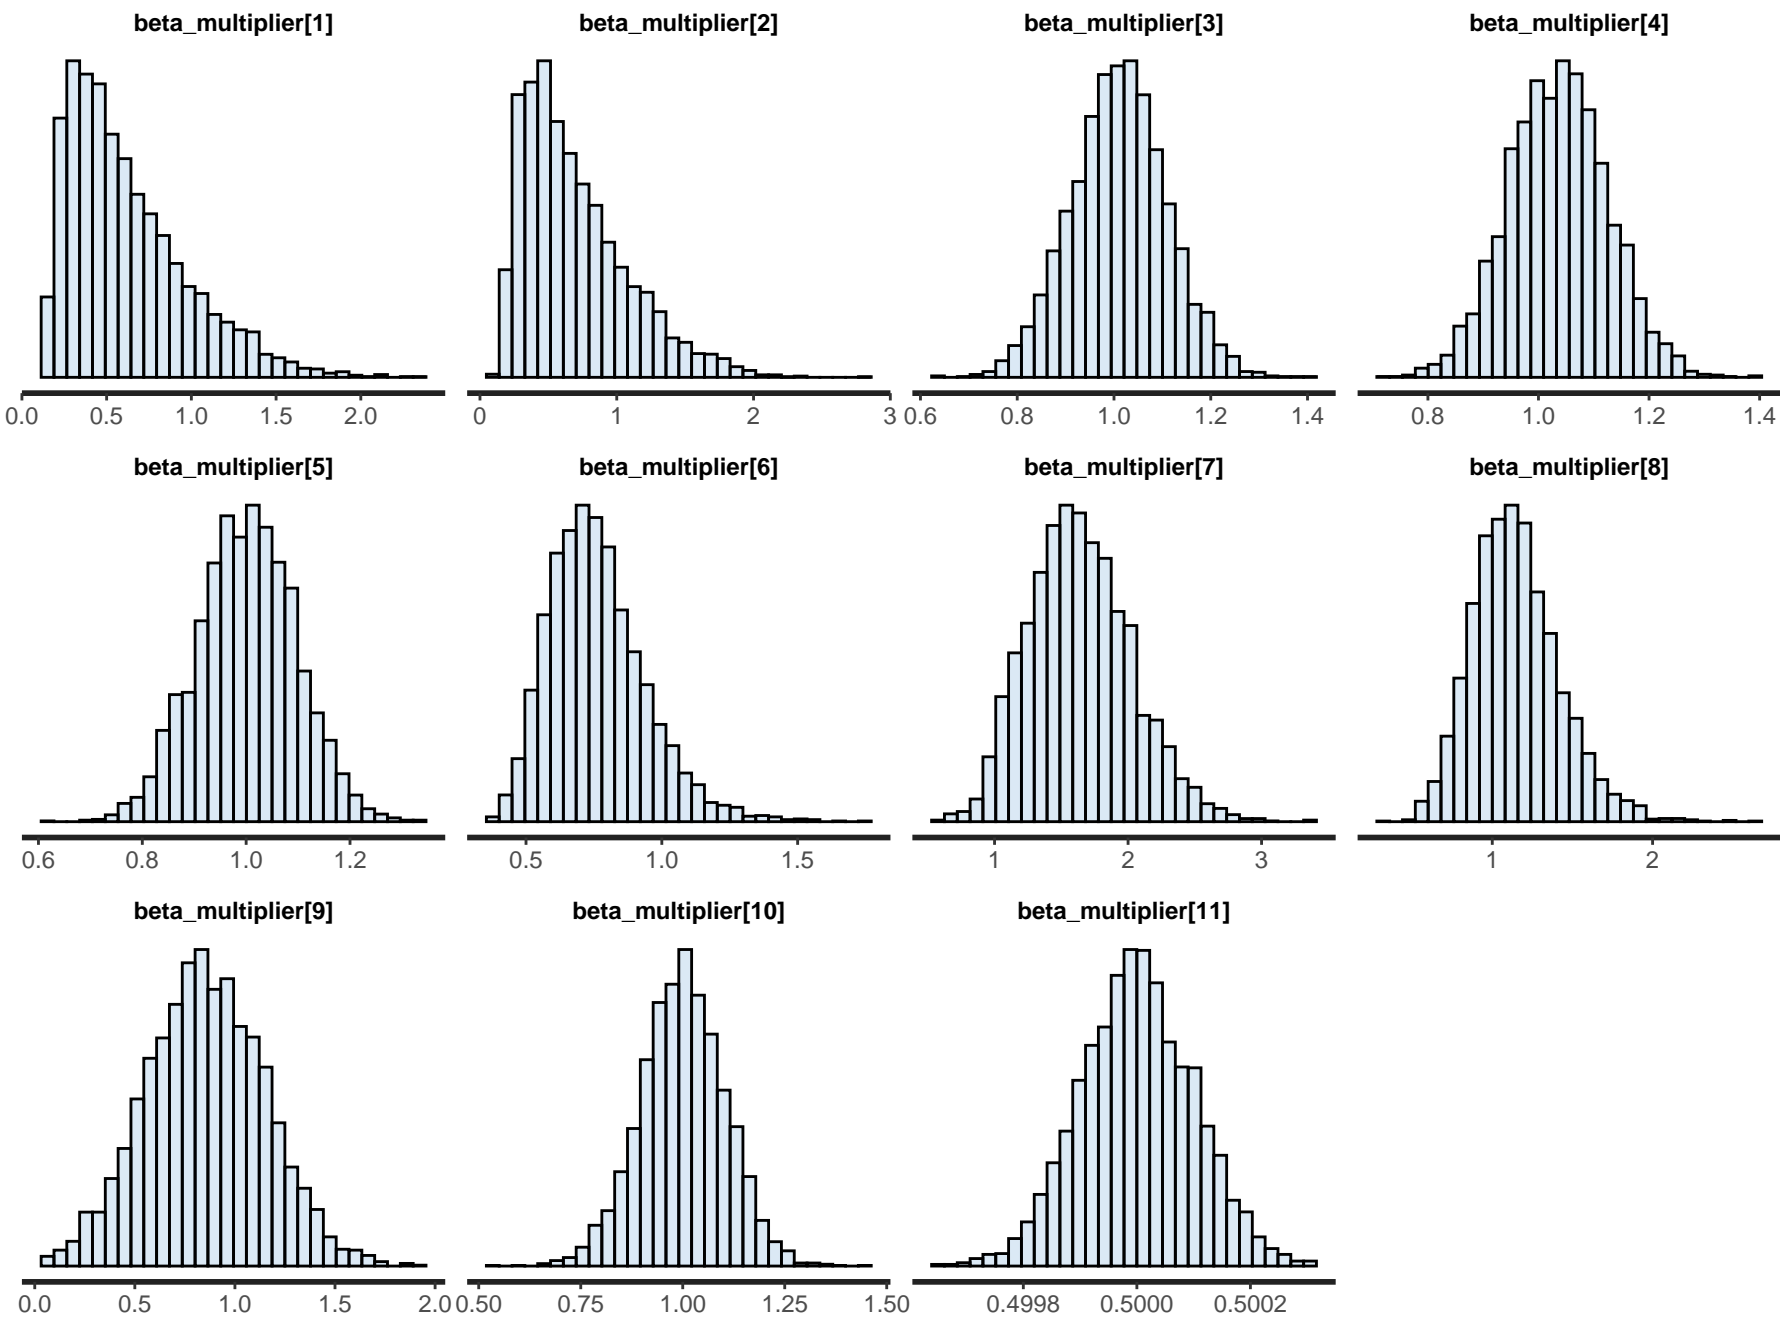 beta_multiplier[1] beta_multiplier[2] beta_multiplier[3] beta_multiplier[4]
0.0 0.5 1.0 1.5 2.0 0 1 2 3 0.6 0.8 1.0 1.2 1.4 0.8 1.0 1.2 1.4
beta_multiplier[5] beta_multiplier[6] beta_multiplier[7] beta_multiplier[8]
0.6 0.8 1.0 1.2 0.5 1.0 1.5 1 2 3 1 2
beta_multiplier[9] beta_multiplier[10] beta_multiplier[11]
0.0 0.5 1.0 1.5 2.0 0.50 0.75 1.00 1.25 1.50 0.4998 0.5000 0.5002